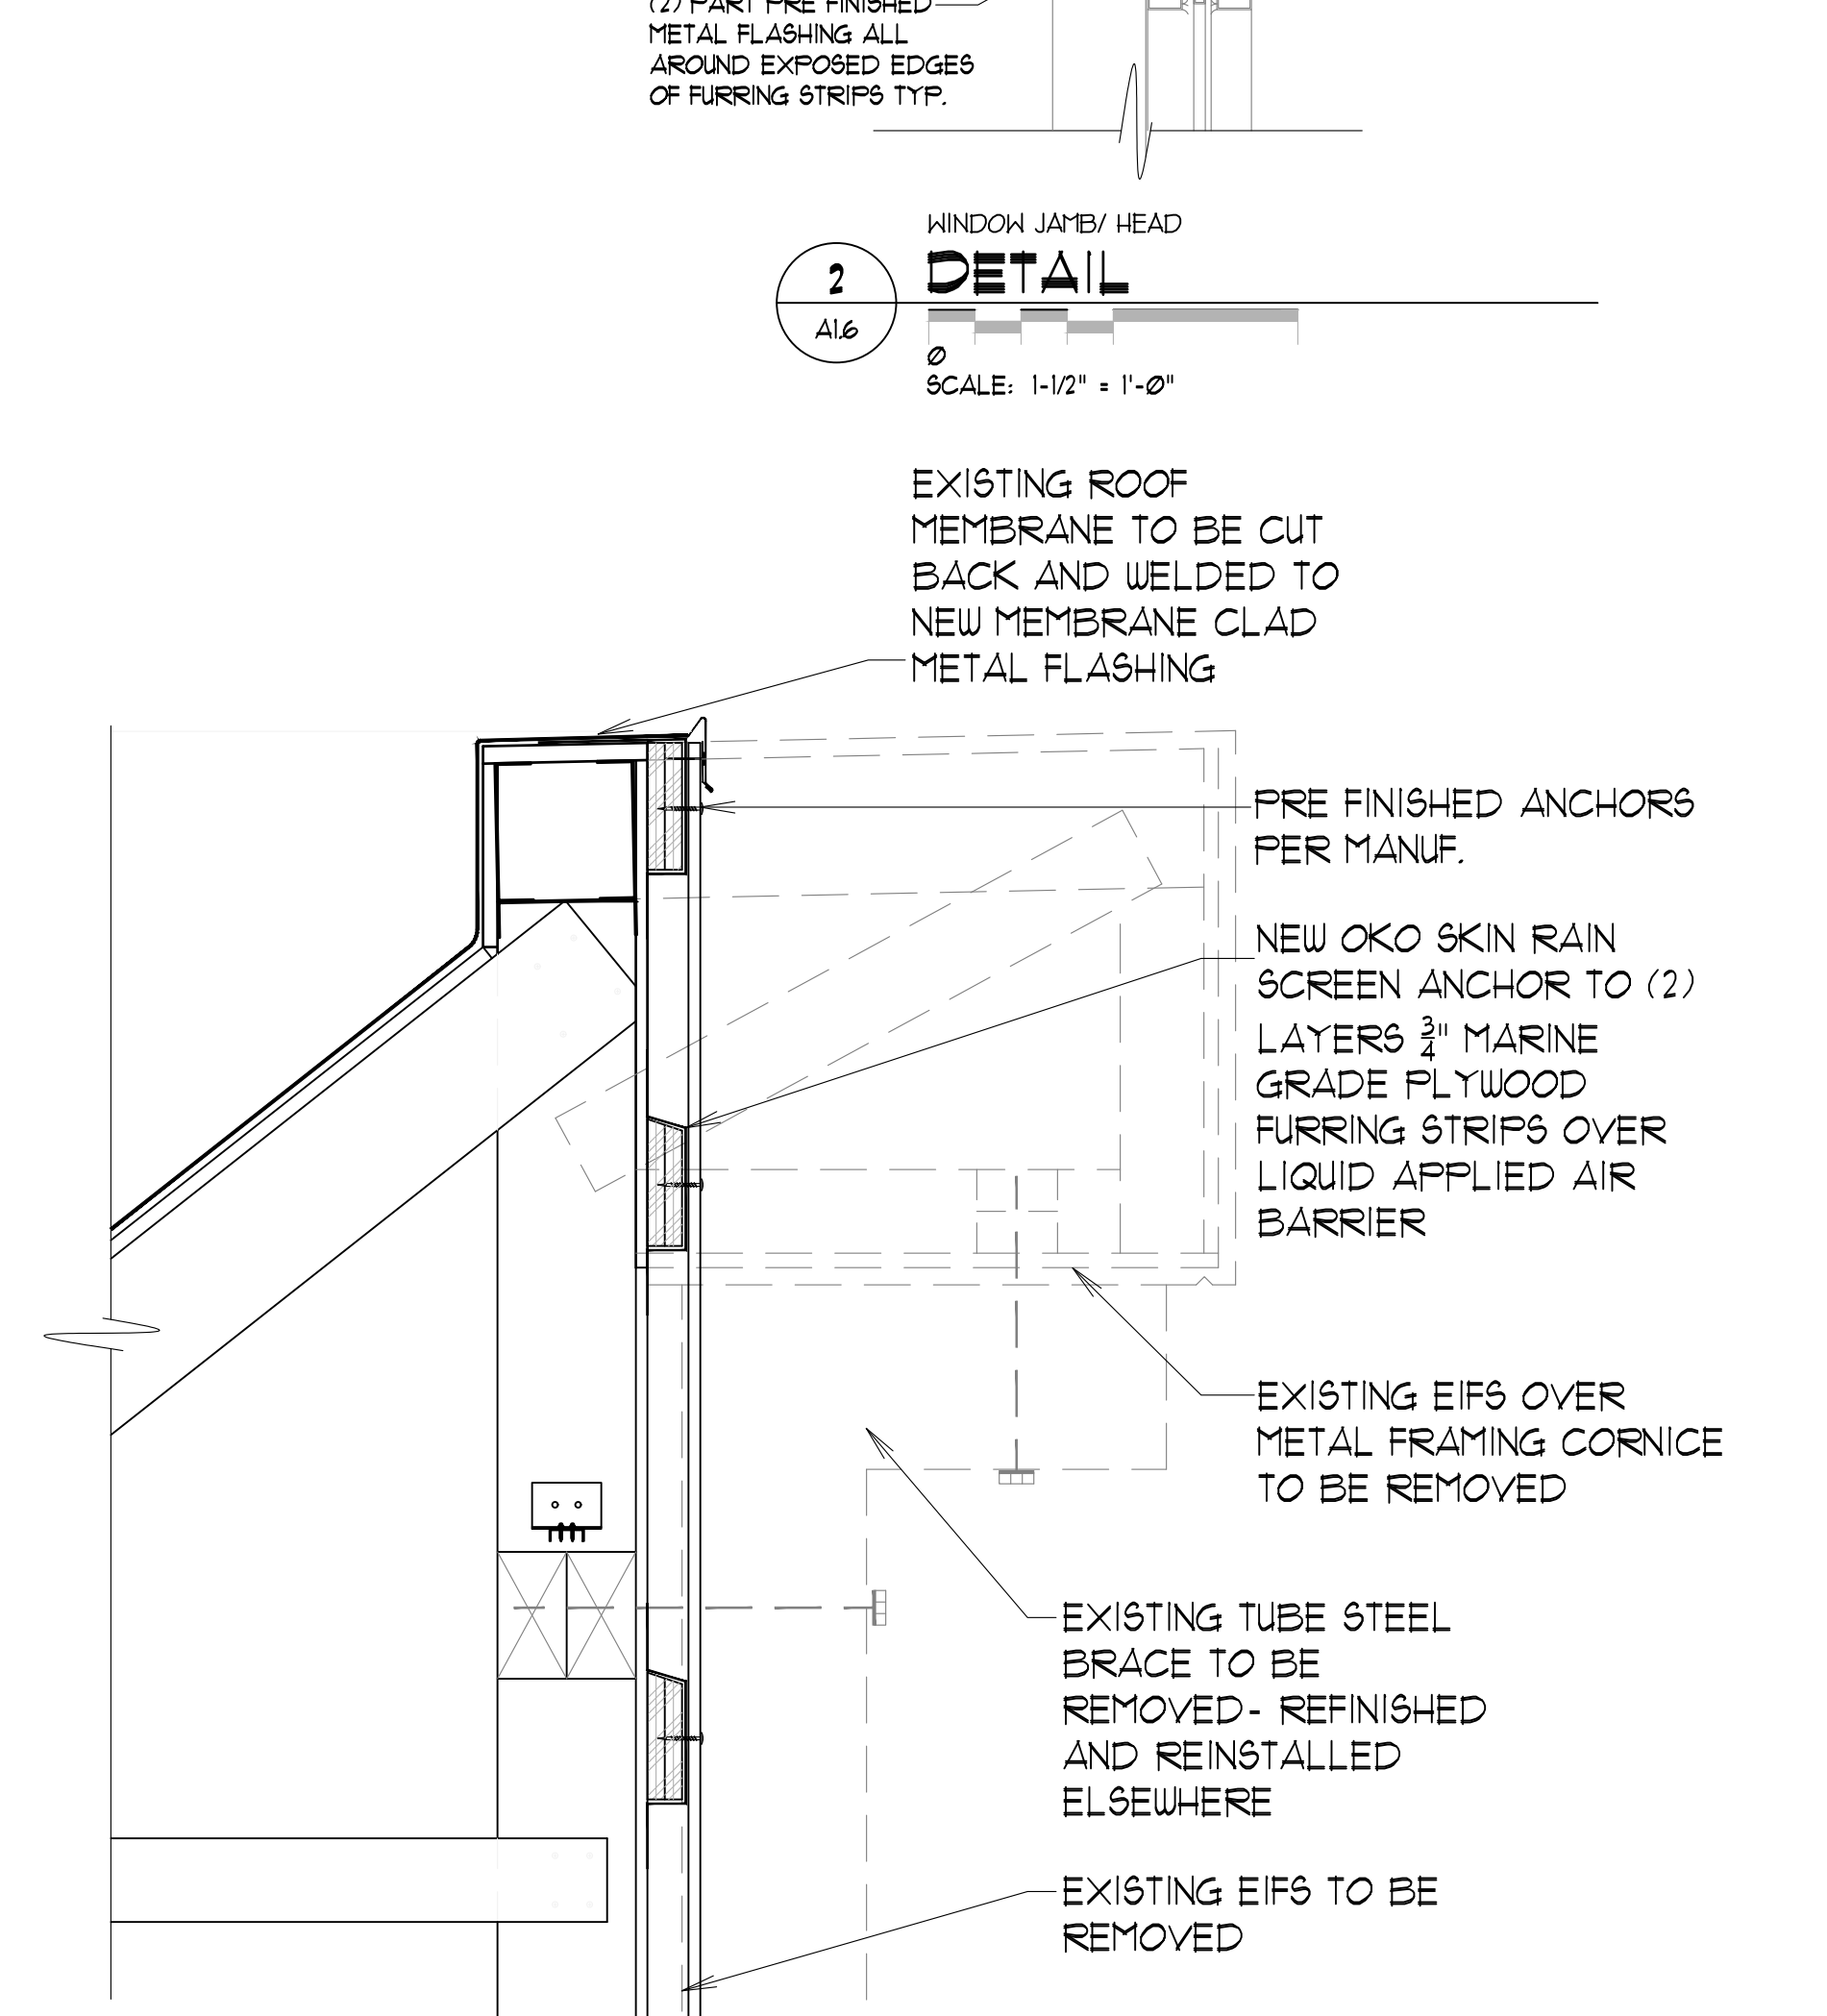 (2) PART PRE FINISHED
METAL FLASHING ALL
AROUND EXPOSED EDGES
OF FURRING STRIPS TYP.
WINDOW JAMB/ HEAD
2
DETAIL
A1.6
Ø
SCALE: 1-1/2" = 1'-Ø"
EXISTING ROOF
MEMBRANE TO BE CUT
BACK AND WELDED TO
NEW MEMBRANE CLAD
METAL FLASHING
PRE FINISHED ANCHORS
PER MANUF.
NEW OKO SKIN RAIN
SCREEN ANCHOR TO (2)
LAYERS 3/4" MARINE
GRADE PLYWOOD
FURRING STRIPS OVER
LIQUID APPLIED AIR
BARRIER
EXISTING EIFS OVER
METAL FRAMING CORNICE
TO BE REMOVED
EXISTING TUBE STEEL
BRACE TO BE
REMOVED- REFINISHED
AND REINSTALLED
ELSEWHERE
EXISTING EIFS TO BE
REMOVED